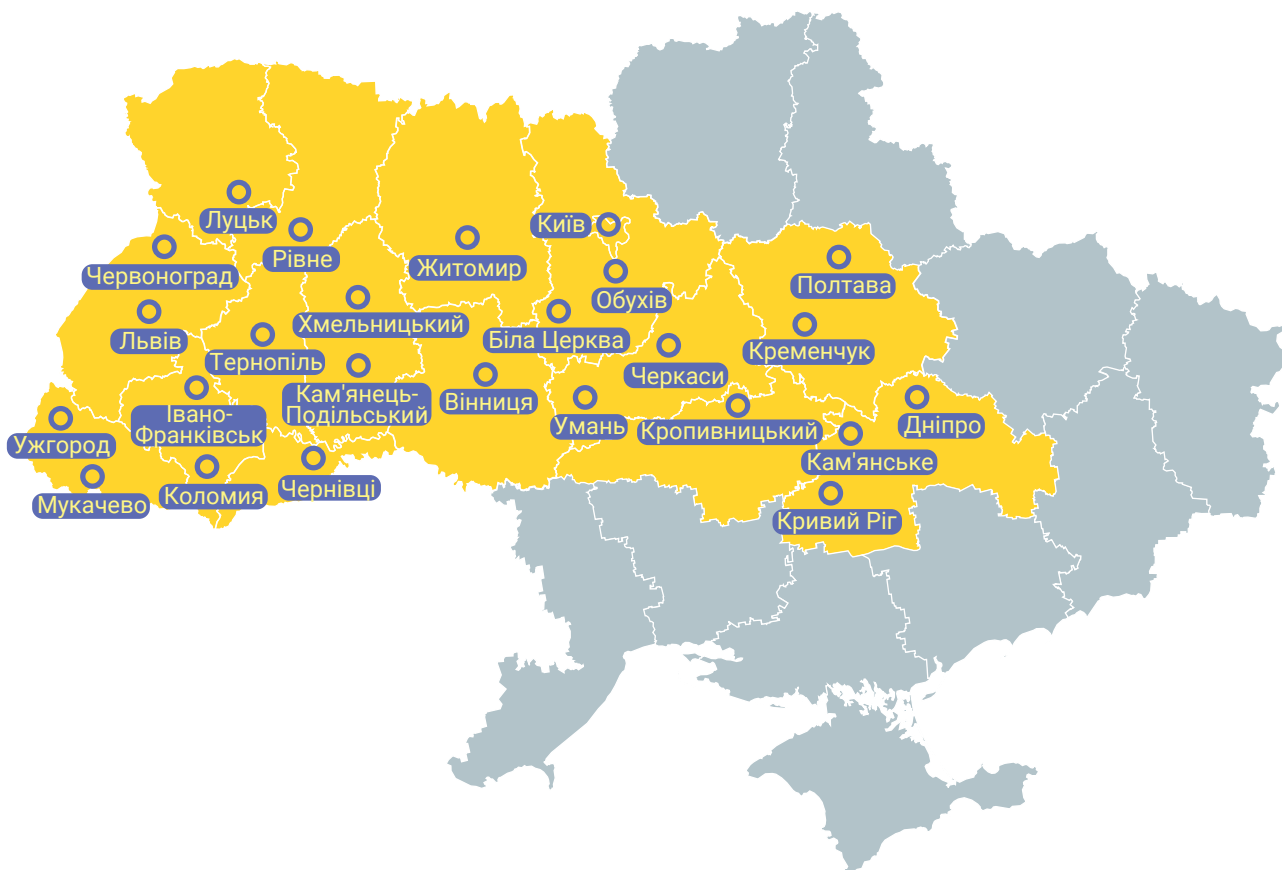 Луцьк
Київ
Рівне
Червоноград
Житомир
Полтава
Обухів
Хмельницький
Львів
Біла Церква
Тернопіль
Кременчук
Черкаси
Кам'янець-
Подільський
Вінниця
Івано-
Франківськ
Умань
Кропивницький
Дніпро
Ужгород
Кам'янське
Чернівці
Коломия
Мукачево
Кривий Ріг